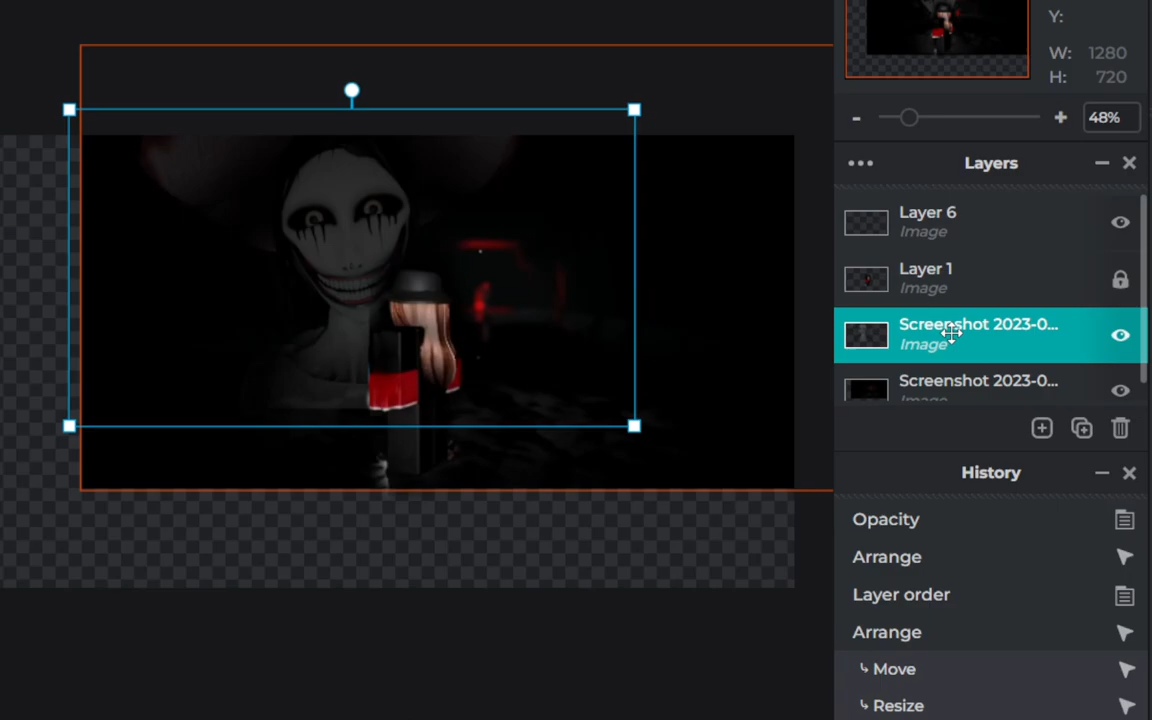 Y:
W: 1280
H: 720
- + 48%
Layers
Layer 6
Image
Layer 1
Image
Screenshot 2023-0...
Image
Screenshot 2023-0...
Image
History
Opacity
Arrange
Layer order
Arrange
Move
Resize